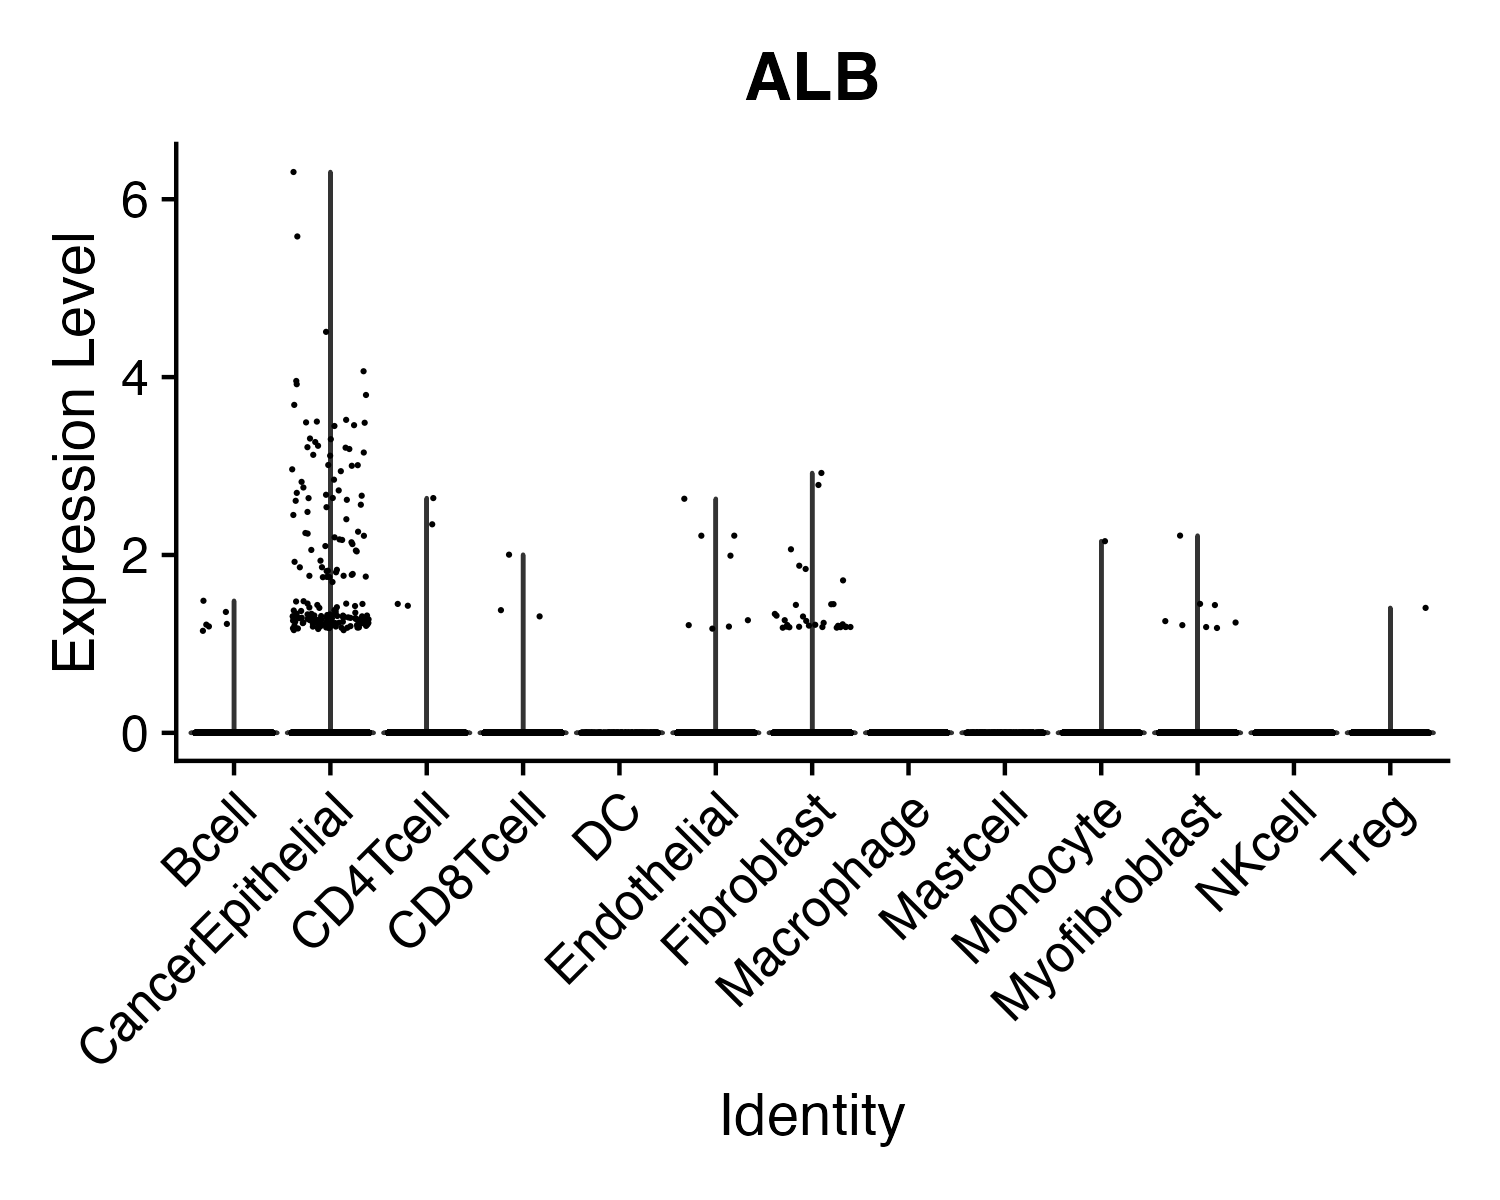 ALB
Expression Level
6
4
2
0
Bcell
CancerEpithelial
CD4Tcell
CD8Tcell
DC
Endothelial
Fibroblast
Macrophage
Mastcell
Monocyte
Myofibroblast
NKcell
Treg
Identity